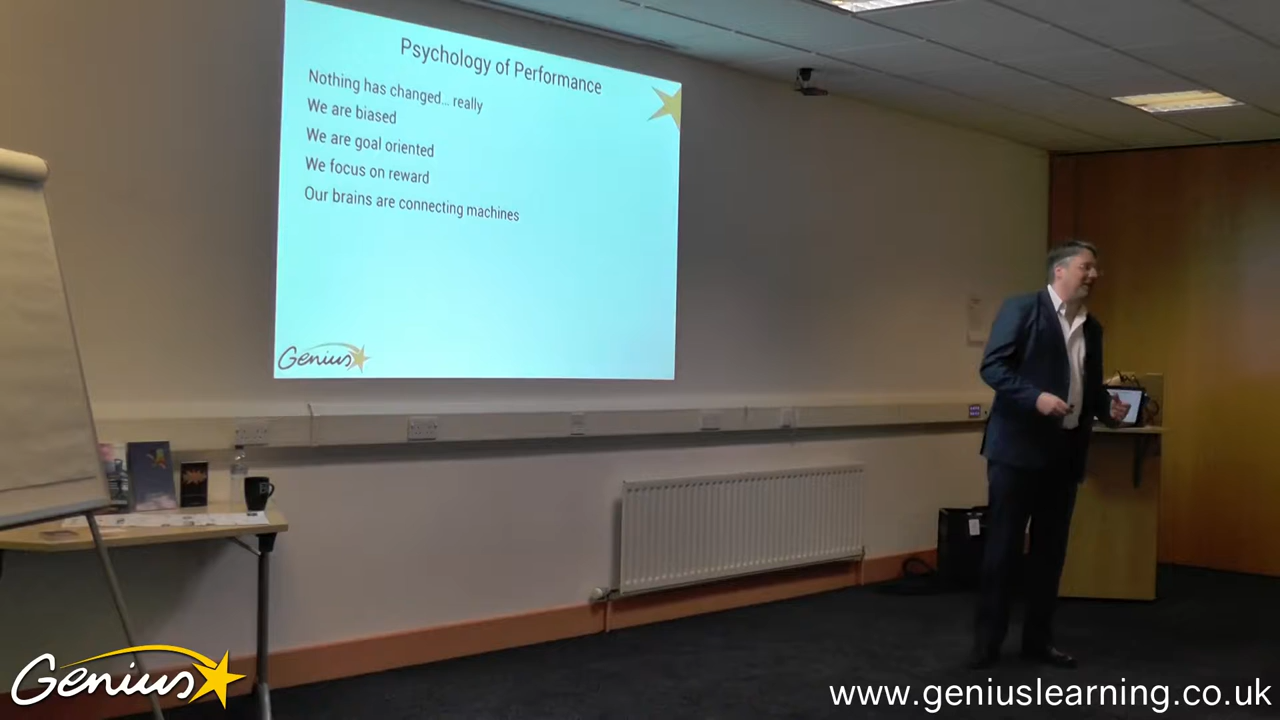 Psychology of Performance
Nothing has changed... really
We are biased
We are goal oriented
We focus on reward
Our brains are connecting machines
Genius
Genius
www.geniuslearning.co.uk